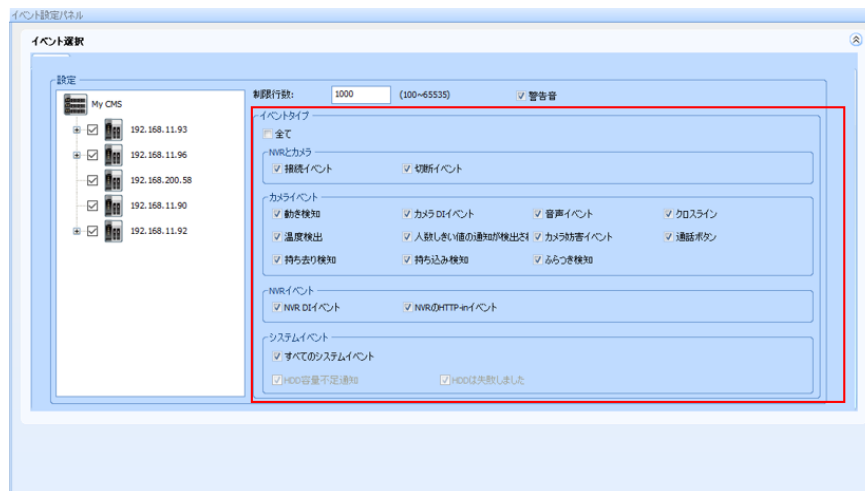 イベント設定パネル
イベント選択
設定
My CMS
192.168.11.93
192.168.11.96
192.168.200.58
192.168.11.90
192.168.11.92
制限行数: 1000 (100~65535) 警告音
イベントタイプ
全て
NVRとカメラ
接続イベント 切断イベント
カメライベント
動き検知 カメラ DIイベント 音声イベント クロスライン
温度検出 人数しきい値の通知が検出され カメラ妨害イベント 通話ボタン
持ち去り検知 持ち込み検知 ふらつき検知
NVRイベント
NVR DIイベント NVRのHTTP-inイベント
システムイベント
すべてのシステムイベント
HDD容量不足通知 HDDは失敗しました